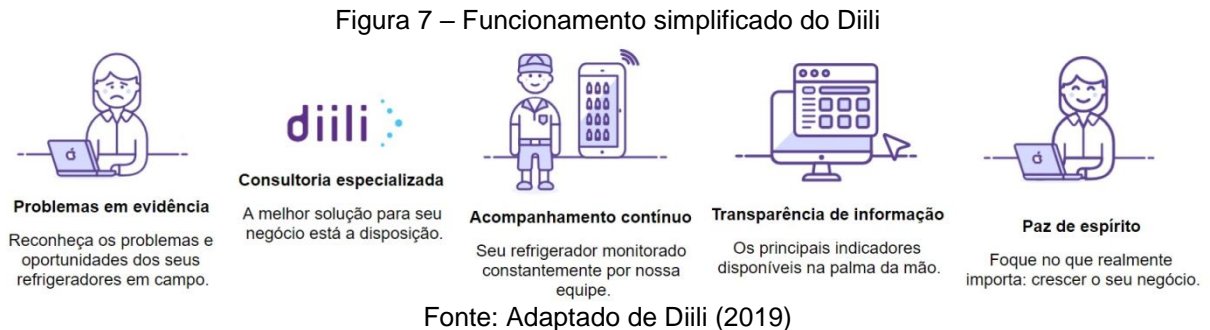 Figura 7 – Funcionamento simplificado do Diili
Problemas em evidência
Reconheça os problemas e
oportunidades dos seus
refrigeradores em campo.
diili
Consultoria especializada
A melhor solução para seu
negócio está a disposição.
Acompanhamento contínuo
Seu refrigerador monitorado
constantemente por nossa
equipe.
Transparência de informação
Os principais indicadores
disponíveis na palma da mão.
Paz de espírito
Foque no que realmente
importa: crescer o seu negócio.
Fonte: Adaptado de Diili (2019)